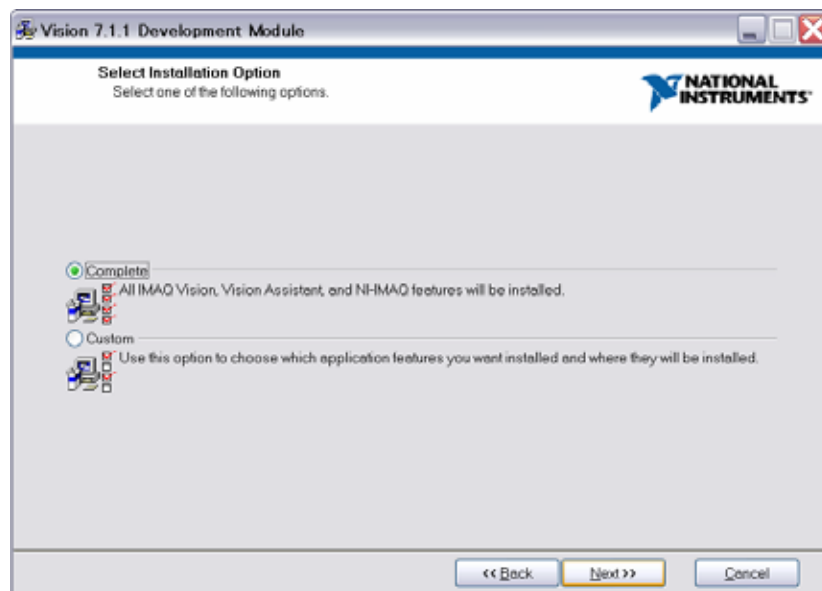 Vision 7.1.1 Development Module
Select Installation Option
Select one of the following options.
NATIONAL
INSTRUMENTS
Complete
All IMAQ Vision, Vision Assistant, and NI-IMAQ features will be installed.
Custom
Use this option to choose which application features you want installed and where they will be installed.
<< Back
Next >>
Cancel